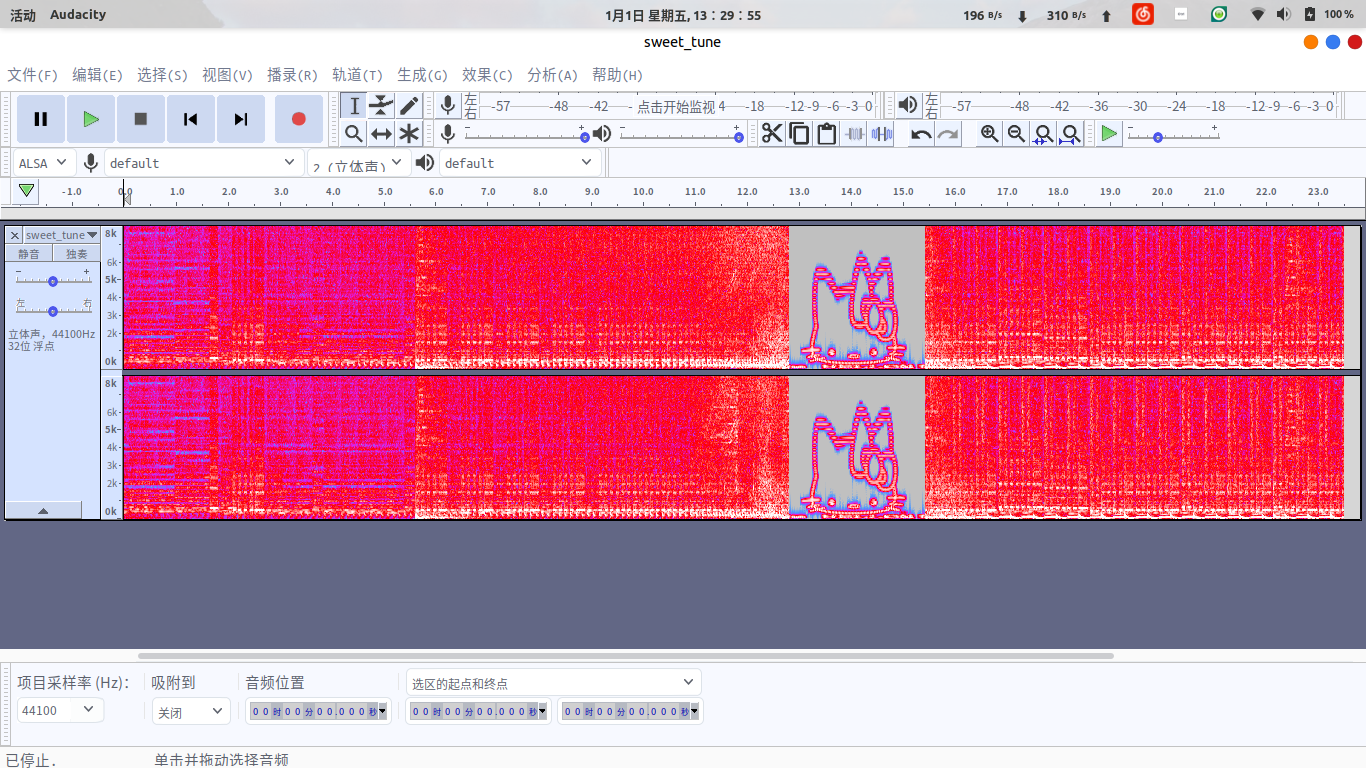 活动 Audacity 1月1日 星期五, 13：29：55 196 B/s 310 B/s 100 %
sweet_tune
文件(F) 编辑(E) 选择(S) 视图(V) 播录(R) 轨道(T) 生成(G) 效果(C) 分析(A) 帮助(H)
左 -57 -48 -42 - 点击开始监视 4 -18 -12 -9 -6 -3 0 左 -57 -48 -42 -36 -30 -24 -18 -12 -9 -6 -3 0
右 右
- + - + - +
ALSA default 2 (立体声) default
-1.0 0.0 1.0 2.0 3.0 4.0 5.0 6.0 7.0 8.0 9.0 10.0 11.0 12.0 13.0 14.0 15.0 16.0 17.0 18.0 19.0 20.0 21.0 22.0 23.0
sweet_tune 8k
静音 独奏
- + 6k
5k
左 右 4k
3k
立体声, 44100Hz 2k
32位 浮点
0k
8k
6k
5k
4k
3k
2k
0k
项目采样率 (Hz)： 吸附到 音频位置 选区的起点和终点
44100 关闭 00时00分00.000秒 00时00分00.000秒 00时00分00.000秒
已停止. 单击并拖动选择音频